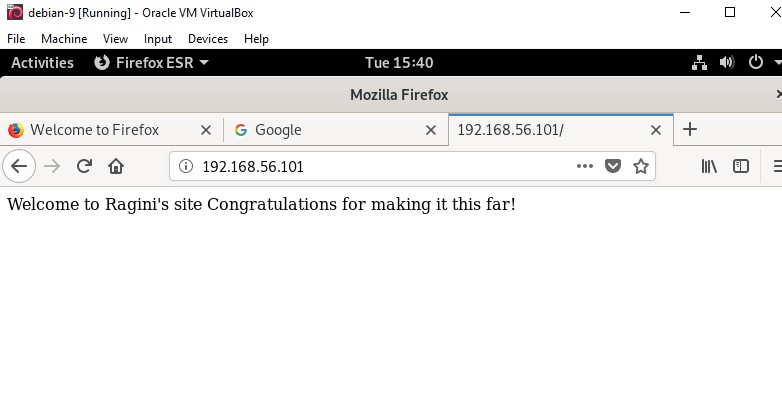 debian-9 [Running] - Oracle VM VirtualBox
File Machine View Input Devices Help
Activities Firefox ESR Tue 15:40
Mozilla Firefox
Welcome to Firefox Google 192.168.56.101/
192.168.56.101
Welcome to Ragini's site Congratulations for making it this far!